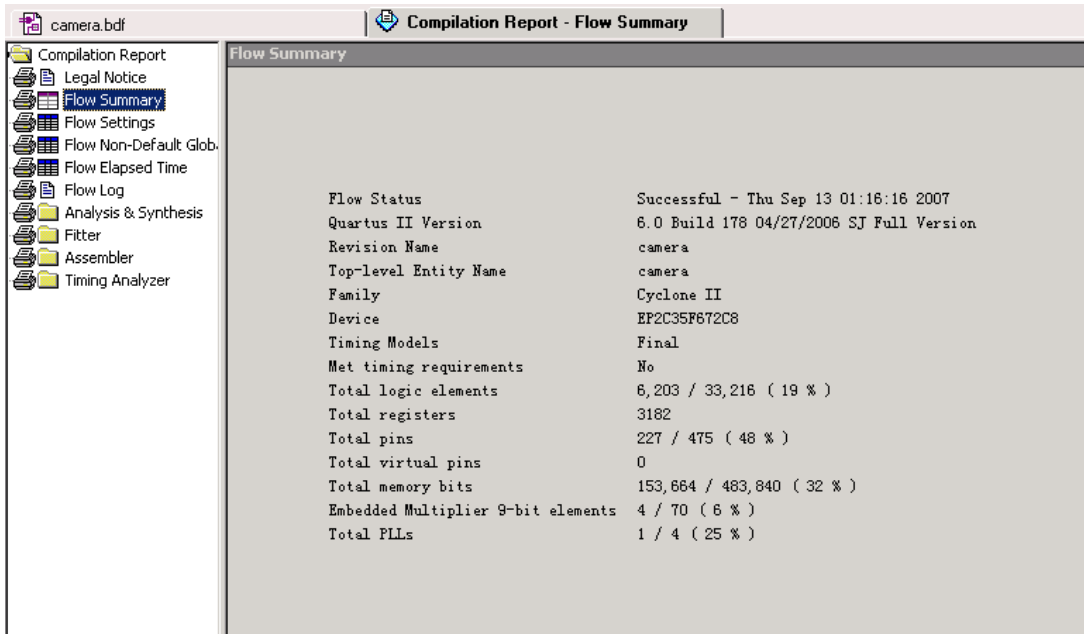 camera.bdf
Compilation Report - Flow Summary
Compilation Report
Legal Notice
Flow Summary
Flow Settings
Flow Non-Default Glob
Flow Elapsed Time
Flow Log
Analysis & Synthesis
Fitter
Assembler
Timing Analyzer
Flow Summary
Flow Status Successful - Thu Sep 13 01:16:16 2007
Quartus II Version 6.0 Build 178 04/27/2006 SJ Full Version
Revision Name camera
Top-level Entity Name camera
Family Cyclone II
Device EP2C35F672C8
Timing Models Final
Met timing requirements No
Total logic elements 6,203 / 33,216 ( 19 % )
Total registers 3182
Total pins 227 / 475 ( 48 % )
Total virtual pins 0
Total memory bits 153,664 / 483,840 ( 32 % )
Embedded Multiplier 9-bit elements 4 / 70 ( 6 % )
Total PLLs 1 / 4 ( 25 % )